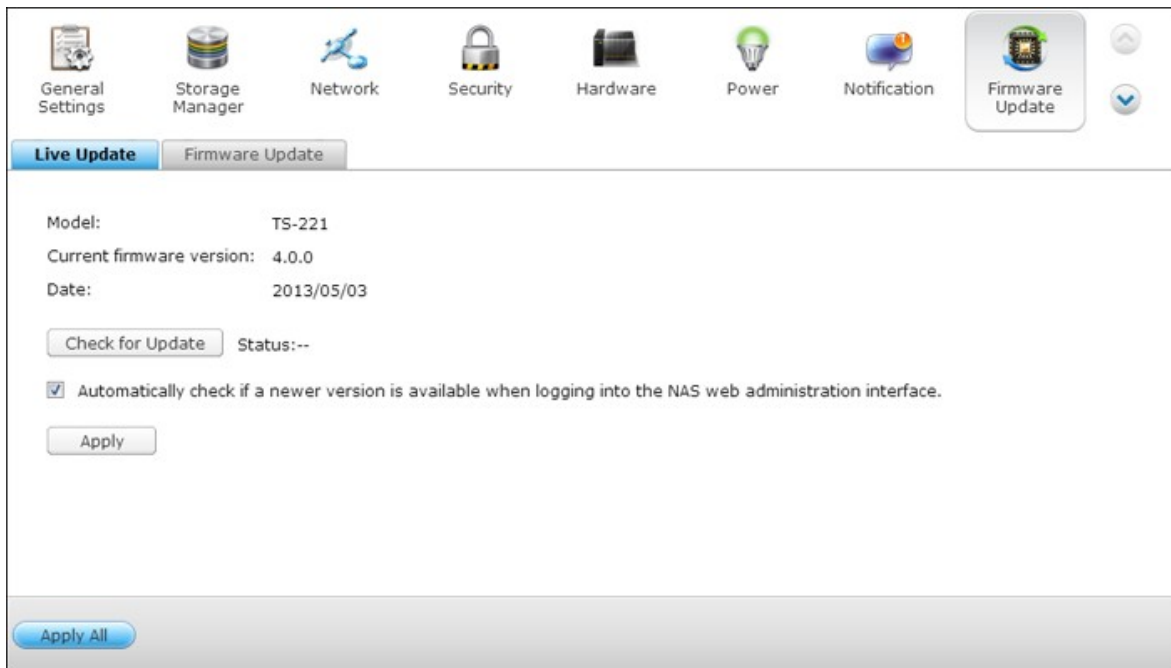 General
Settings
Storage
Manager
Network
Security
Hardware
Power
Notification
1
Firmware
Update
Live Update
Firmware Update
Model: TS-221
Current firmware version: 4.0.0
Date: 2013/05/03
Check for Update Status:--
Automatically check if a newer version is available when logging into the NAS web administration interface.
Apply
Apply All